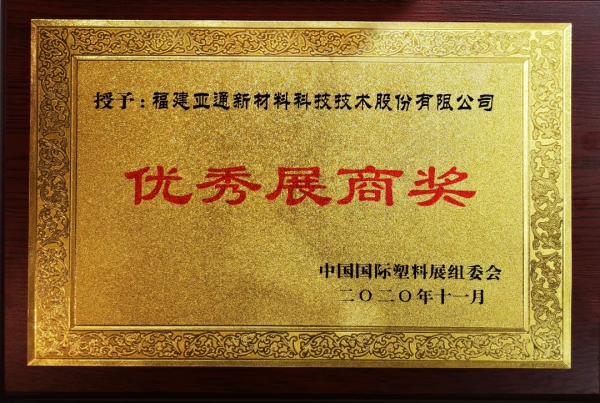 授予：福建亚通新材料科技技术股份有限公司
优秀展商奖
中国国际塑料展组委会
二〇二〇年十一月